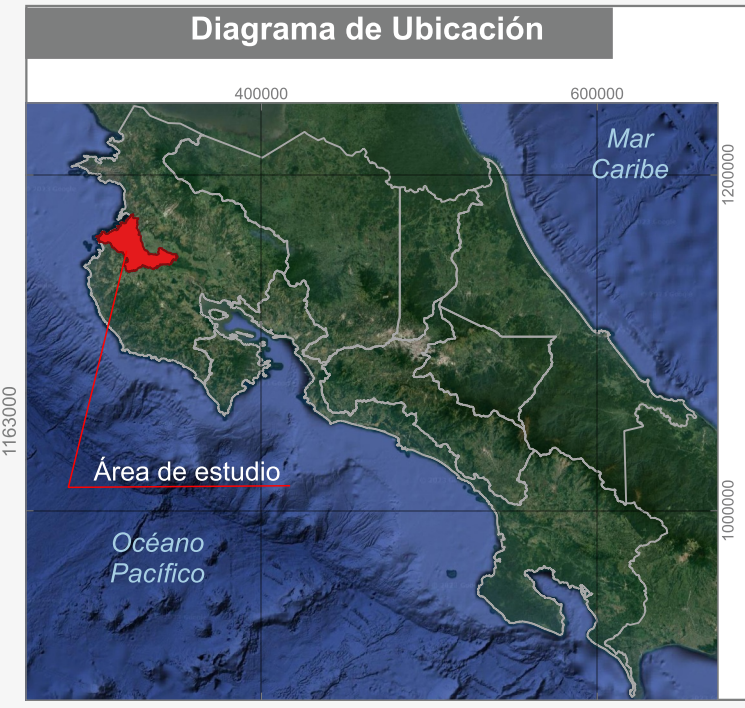 Diagrama de Ubicación
400000
600000
Mar
Caribe
1200000
1163000
Área de estudio
1000000
Océano
Pacífico